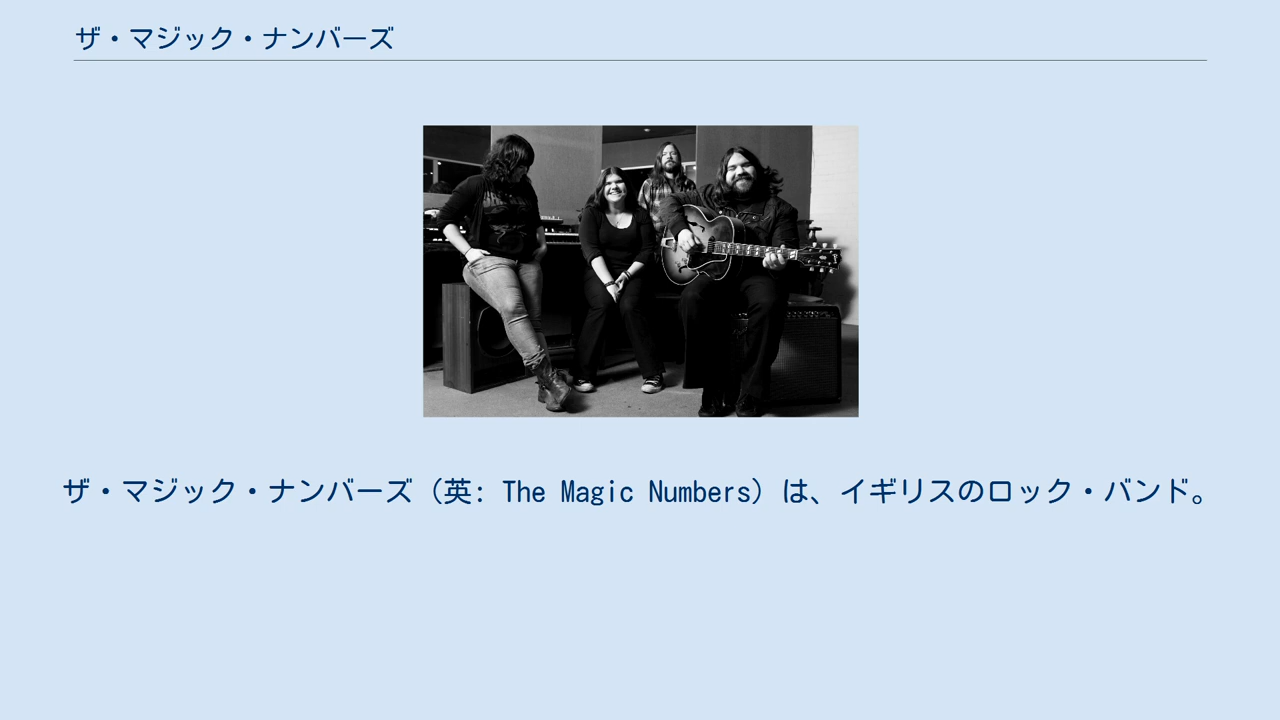 ザ・マジック・ナンバーズ
ザ・マジック・ナンバーズ（英: The Magic Numbers）は、イギリスのロック・バンド。